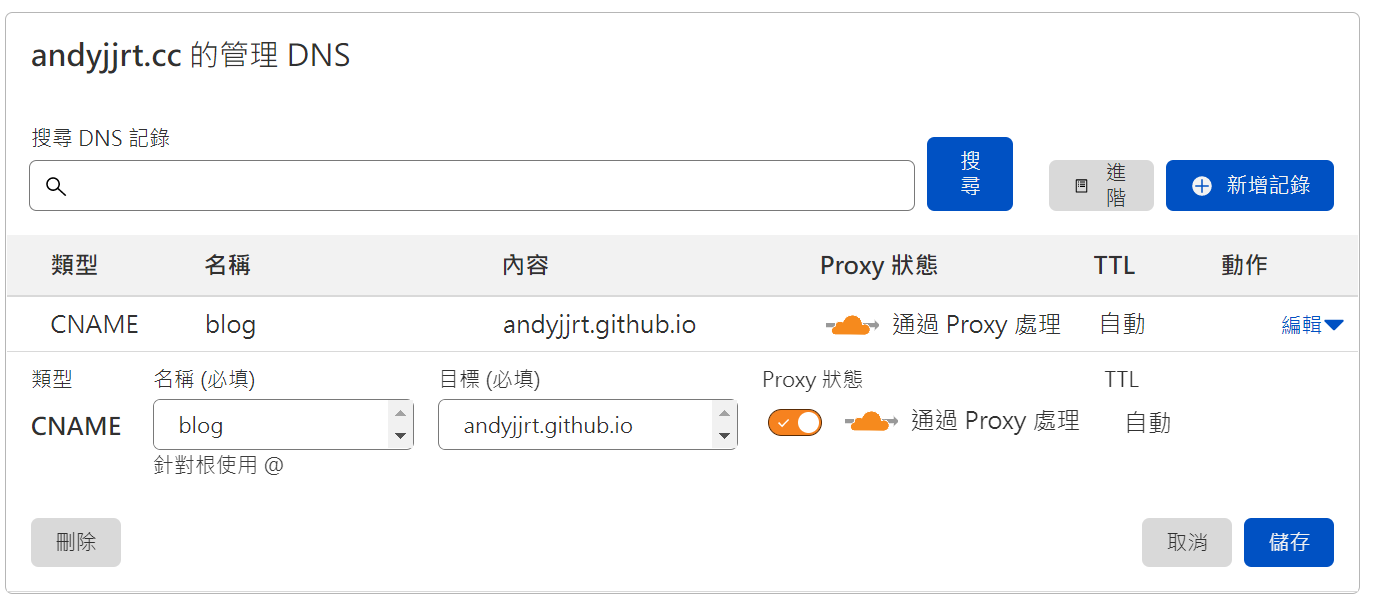 andyjjrt.cc 的管理 DNS
搜尋 DNS 記錄
搜尋
進階
新增記錄
類型 名稱 內容 Proxy 狀態 TTL 動作
CNAME blog andyjjrt.github.io 通過 Proxy 處理 自動 編輯
類型 名稱 (必填) 目標 (必填) Proxy 狀態 TTL
CNAME blog andyjjrt.github.io 通過 Proxy 處理 自動
針對根使用 @
刪除 取消 儲存